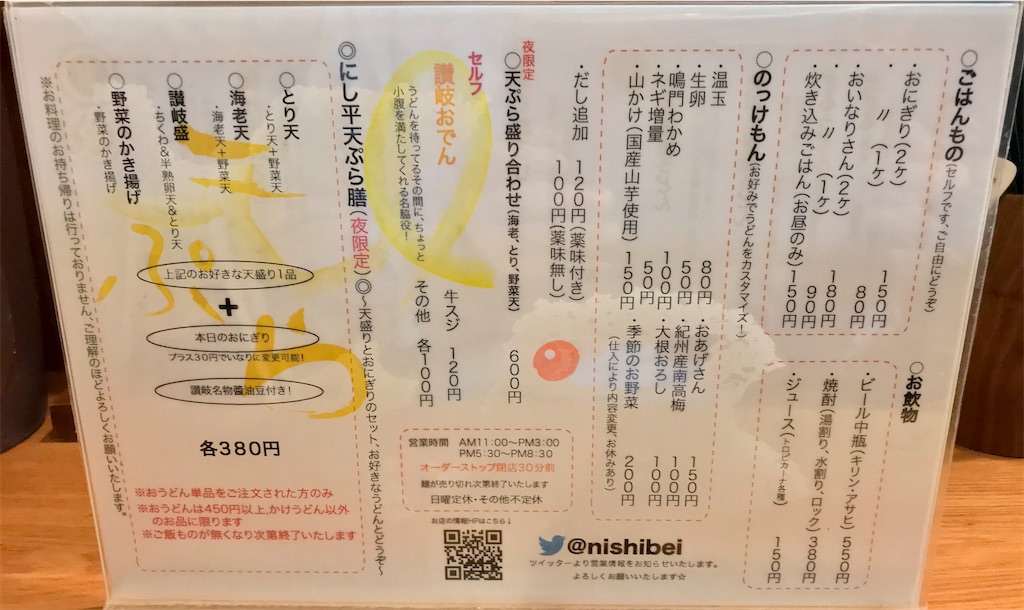 ○ごはんもの(セルフです、ご自由にどうぞ)
・おにぎり(2ケ) 150円
・〃(1ケ) 80円
・おいなりさん(2ケ) 180円
・〃(1ケ) 90円
・炊き込みごはん(お昼のみ) 150円
○お飲物
・ビール中瓶(キリン・アサヒ) 550円
・焼酎(湯割り、水割り、ロック) 380円
・ジュース(トロピカーナ各種) 150円
○のっけもん(お好みでうどんをカスタマイズ!)
・温玉 80円
・生卵 50円
・鳴門わかめ 100円
・ネギ増量 50円
・山かけ(国産山芋使用) 150円
・おあげさん 150円
・紀州産南高梅 100円
・大根おろし 100円
・季節のお野菜 200円
(仕入により内容変更、お休みあり)
・だし追加 120円(薬味付き)
100円(薬味無し)
夜限定
○天ぷら盛り合わせ(海老、とり、野菜天) 600円
セルフ
讃岐おでん
うどんを待ってるその間に、ちょっと
小腹を満たしてくれる名脇役!
牛スジ 120円
その他 各100円
営業時間 AM11:00〜PM3:00
PM5:30〜PM8:30
オーダーストップ閉店30分前
麺が売り切れ次第終了いたします
日曜定休・その他不定休
お店の情報HPはこちら↓
@nishibei
ツイッターより営業情報をお知らせいたします。
よろしくお願いいたします☆
◎にし平天ぷら膳(夜限定)◎〜天盛りとおにぎりのセット、お好きなうどんとどうぞ〜
○とり天
・とり天+野菜天
○海老天
・海老天+野菜天
○讃岐盛
・ちくわ&半熟卵天&とり天
○野菜のかき揚げ
・野菜のかき揚げ
天ぷら
上記のお好きな天盛り1品
+
本日のおにぎり
プラス30円でいなりに変更可能!
讃岐名物醬油豆付き!
各380円
※おうどん単品をご注文された方のみ
※おうどんは450円以上,かけうどん以外
のお品に限ります
※ご飯ものが無くなり次第終了いたします
※お料理のお持ち帰りは行っておりません、ご理解のほどよろしくお願いいたします。